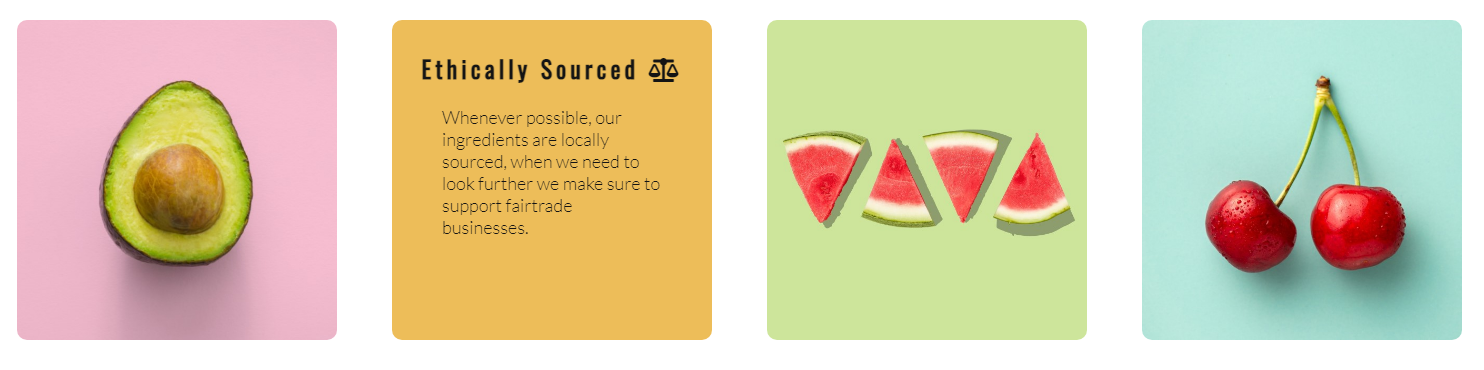 Ethically Sourced
Whenever possible, our
ingredients are locally
sourced, when we need to
look further we make sure to
support fairtrade
businesses.